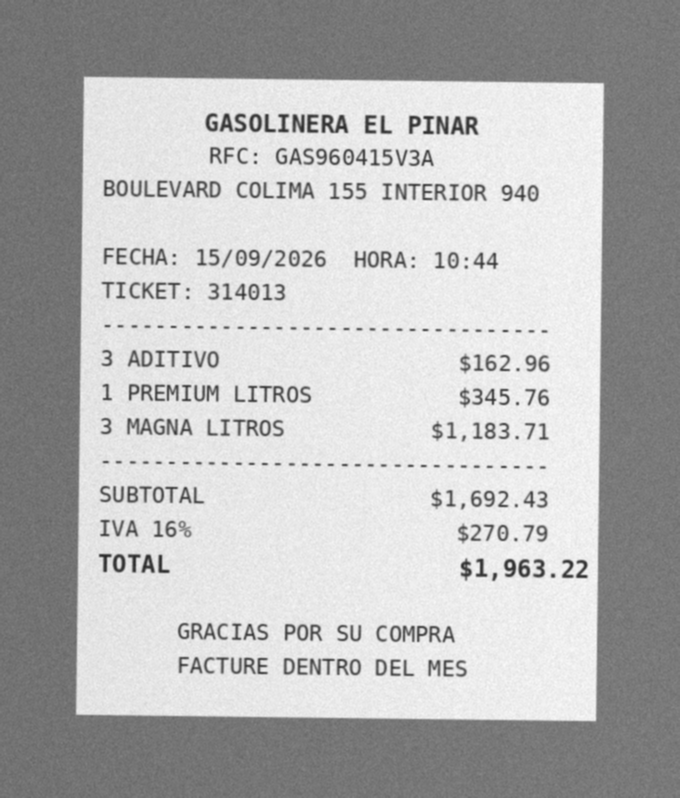 GASOLINERA EL PINAR
RFC: GAS960415V3A
BOULEVARD COLIMA 155 INTERIOR 940
FECHA: 15/09/2026 HORA: 10:44
TICKET: 314013
----------------------------------
3 ADITIVO $162.96
1 PREMIUM LITROS $345.76
3 MAGNA LITROS $1,183.71
----------------------------------
SUBTOTAL $1,692.43
IVA 16% $270.79
TOTAL $1,963.22
GRACIAS POR SU COMPRA
FACTURE DENTRO DEL MES